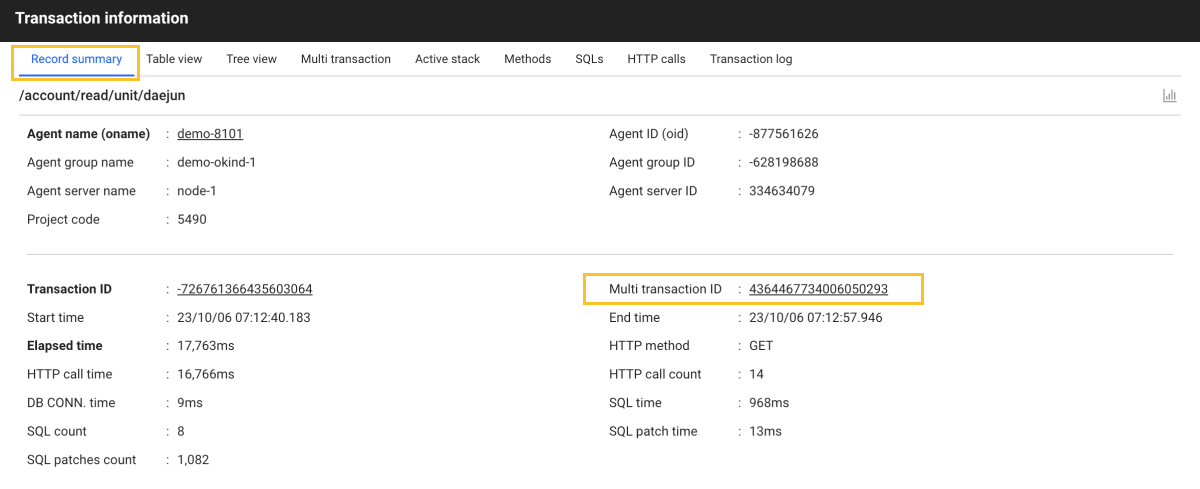 Transaction information
Record summary Table view Tree view Multi transaction Active stack Methods SQLs HTTP calls Transaction log
/account/read/unit/daejun
Agent name (oname) : demo-8101 Agent ID (oid) : -877561626
Agent group name : demo-okind-1 Agent group ID : -628198688
Agent server name : node-1 Agent server ID : 334634079
Project code : 5490
Transaction ID : -726761366435603064 Multi transaction ID : 4364467734006050293
Start time : 23/10/06 07:12:40.183 End time : 23/10/06 07:12:57.946
Elapsed time : 17,763ms HTTP method : GET
HTTP call time : 16,766ms HTTP call count : 14
DB CONN. time : 9ms SQL time : 968ms
SQL count : 8 SQL patch time : 13ms
SQL patches count : 1,082